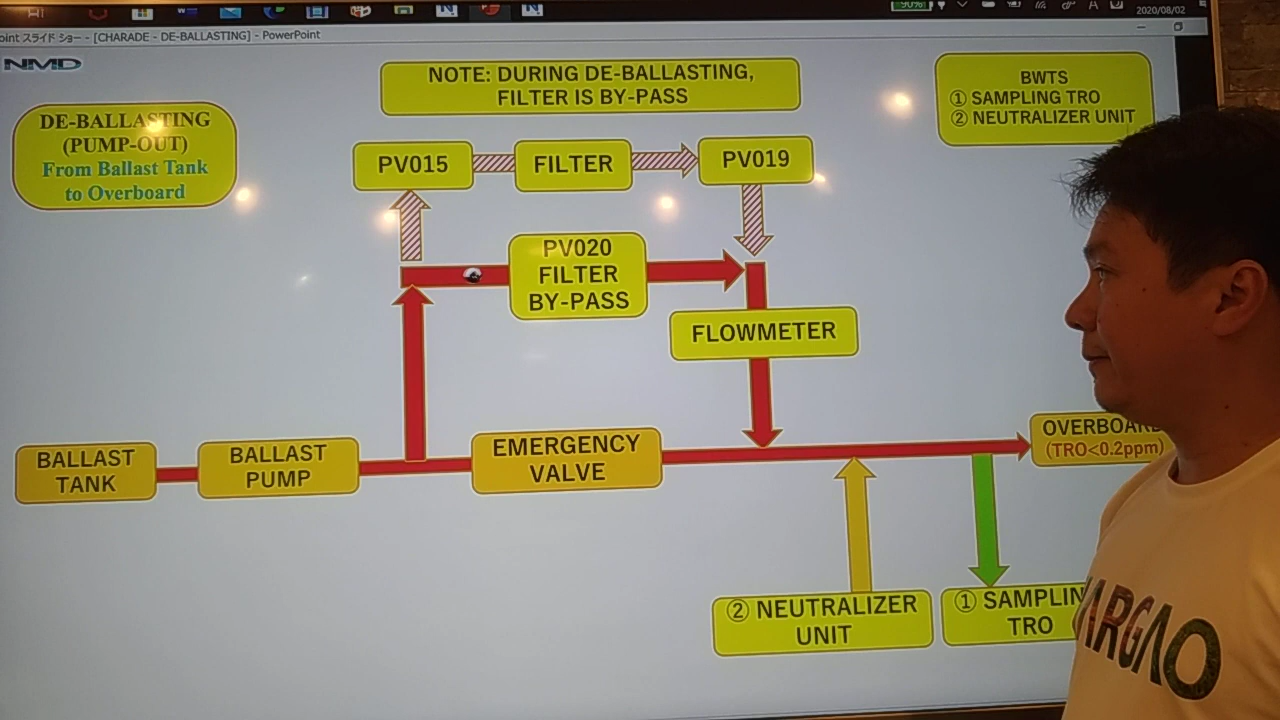 90%
2020/08/02
oint スライド ショー - [CHARADE - DE-BALLASTING] - PowerPoint
NMD
NOTE: DURING DE-BALLASTING,
FILTER IS BY-PASS
BWTS
① SAMPLING TRO
② NEUTRALIZER UNIT
DE-BALLASTING
(PUMP-OUT)
From Ballast Tank
to Overboard
PV015
FILTER
PV019
PV020
FILTER
BY-PASS
FLOWMETER
BALLAST
TANK
BALLAST
PUMP
EMERGENCY
VALVE
OVERBOARD
(TRO<0.2ppm)
② NEUTRALIZER
UNIT
① SAMPLIN
TRO
ARGAO